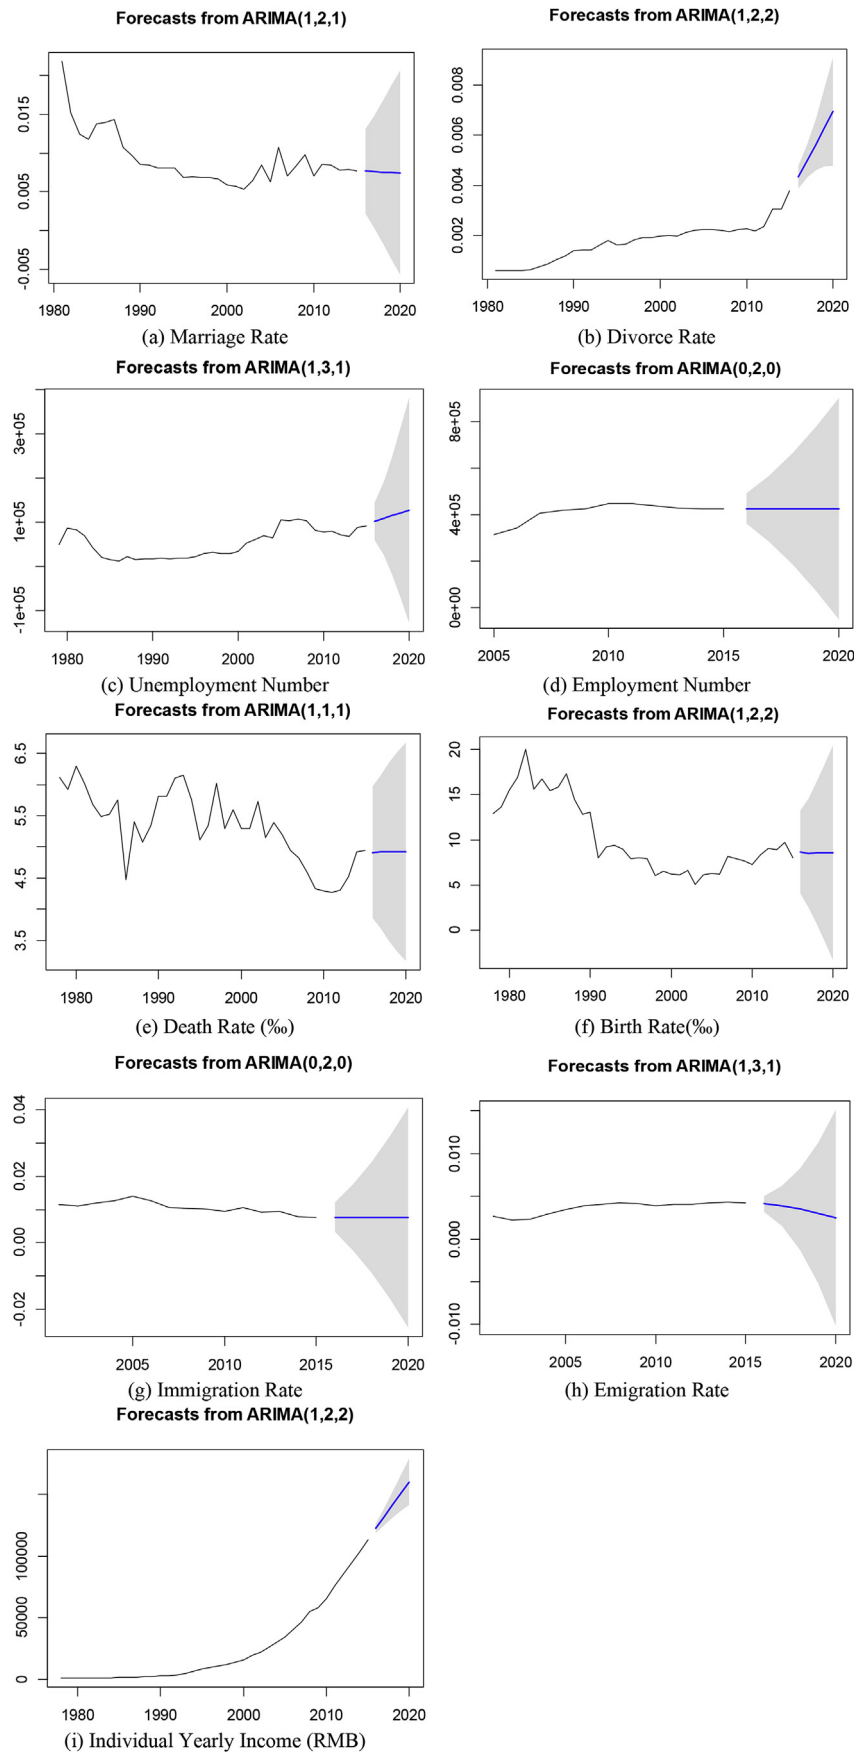 Forecasts from ARIMA(1,2,1)
Forecasts from ARIMA(1,2,2)
0.015
0.005
-0.005
1980 1990 2000 2010 2020
0.008
0.006
0.004
0.002
1980 1990 2000 2010 2020
(a) Marriage Rate
(b) Divorce Rate
Forecasts from ARIMA(1,3,1)
Forecasts from ARIMA(0,2,0)
3e+05
1e+05
-1e+05
1980 1990 2000 2010 2020
8e+05
4e+05
0e+00
2005 2010 2015 2020
(c) Unemployment Number
(d) Employment Number
Forecasts from ARIMA(1,1,1)
Forecasts from ARIMA(1,2,2)
6.5
5.5
4.5
3.5
1980 1990 2000 2010 2020
20
15
10
5
0
1980 1990 2000 2010 2020
(e) Death Rate (‰)
(f) Birth Rate(‰)
Forecasts from ARIMA(0,2,0)
Forecasts from ARIMA(1,3,1)
0.04
0.02
0.00
-0.02
2005 2010 2015 2020
0.010
0.000
-0.010
2005 2010 2015 2020
(g) Immigration Rate
(h) Emigration Rate
Forecasts from ARIMA(1,2,2)
100000
50000
0
1980 1990 2000 2010 2020
(i) Individual Yearly Income (RMB)